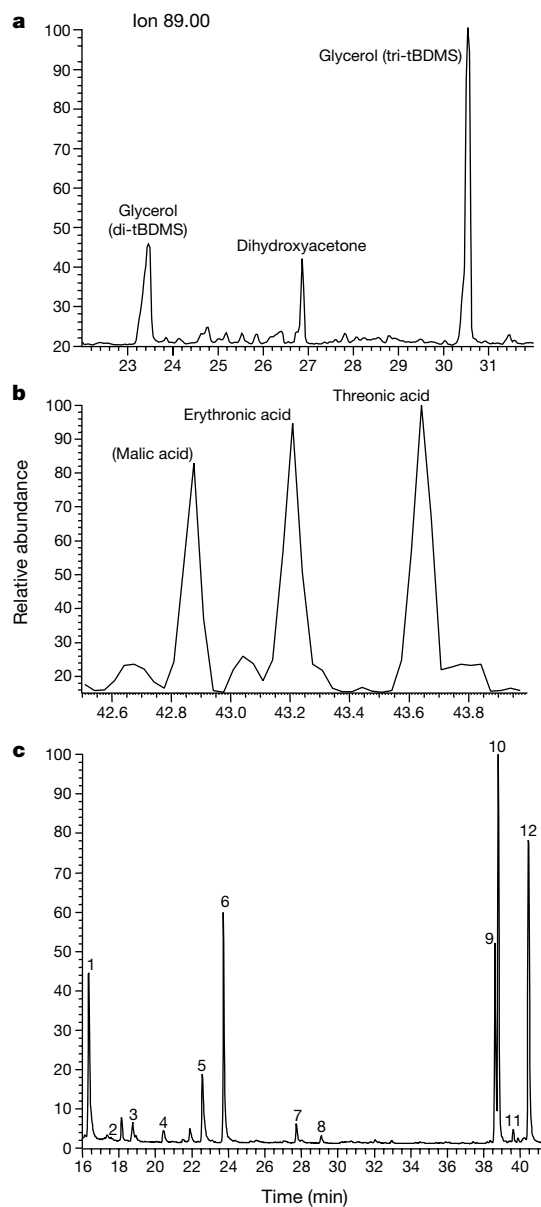 a
Ion 89.00
100
90
80
70
60
50
40
30
20
Glycerol (tri-tBDMS)
Glycerol
(di-tBDMS)
Dihydroxyacetone
23 24 25 26 27 28 29 30 31
b
100
90
80
70
60
50
40
30
20
(Malic acid)
Erythronic acid
Threonic acid
42.6 42.8 43.0 43.2 43.4 43.6 43.8
Relative abundance
c
100
90
80
70
60
50
40
30
20
10
0
1
2
3
4
5
6
7
8
9
10
11
12
16 18 20 22 24 26 28 30 32 34 36 38 40
Time (min)